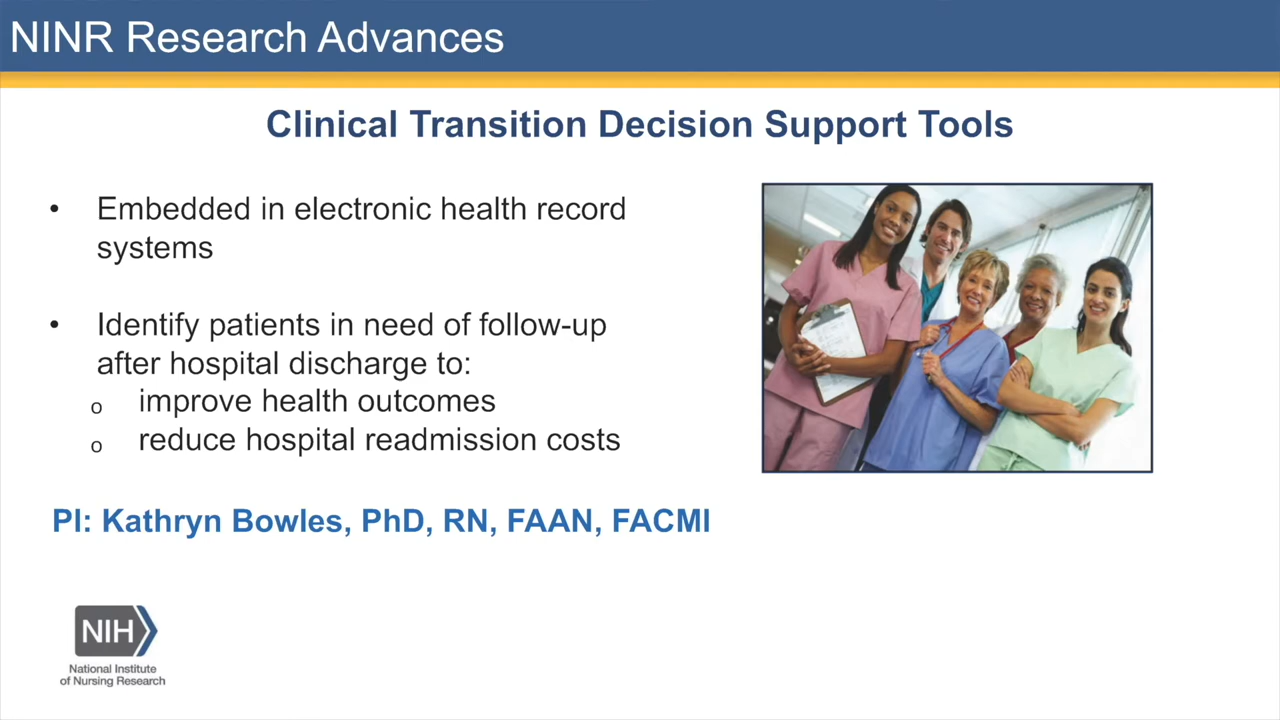 NINR Research Advances
Clinical Transition Decision Support Tools
• Embedded in electronic health record
systems
• Identify patients in need of follow-up
after hospital discharge to:
o improve health outcomes
o reduce hospital readmission costs
PI: Kathryn Bowles, PhD, RN, FAAN, FACMI
NIH
National Institute
of Nursing Research